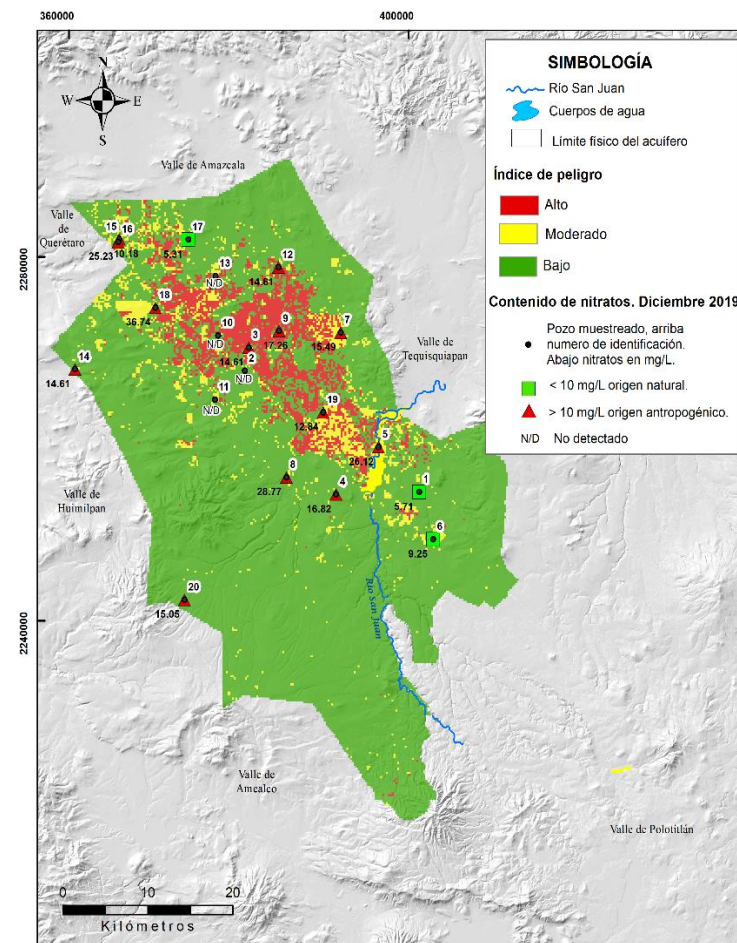 360000
400000
2280000
2240000
N
W E
S
Valle de Amazcala
Valle
de
Querétaro
Valle de
Tequisquiapan
Valle de
Huimilpan
Valle de
Amealco
Valle de Polotitlán
Río San Juan
15
16
25.23
10.18
17
5.31
13
N/D
12
14.61
18
36.74
10
N/D
3
14.61
2
N/D
9
17.26
7
15.49
14
14.61
11
N/D
19
12.84
5
26.12
8
28.77
4
16.82
1
5.71
6
9.25
20
15.05
0 10 20
Kilómetros
SIMBOLOGÍA
Río San Juan
Cuerpos de agua
Límite físico del acuífero
Índice de peligro
Alto
Moderado
Bajo
Contenido de nitratos. Diciembre 2019
Pozo muestreado, arriba
numero de identificación.
Abajo nitratos en mg/L.
< 10 mg/L origen natural.
> 10 mg/L origen antropogénico.
N/D No detectado